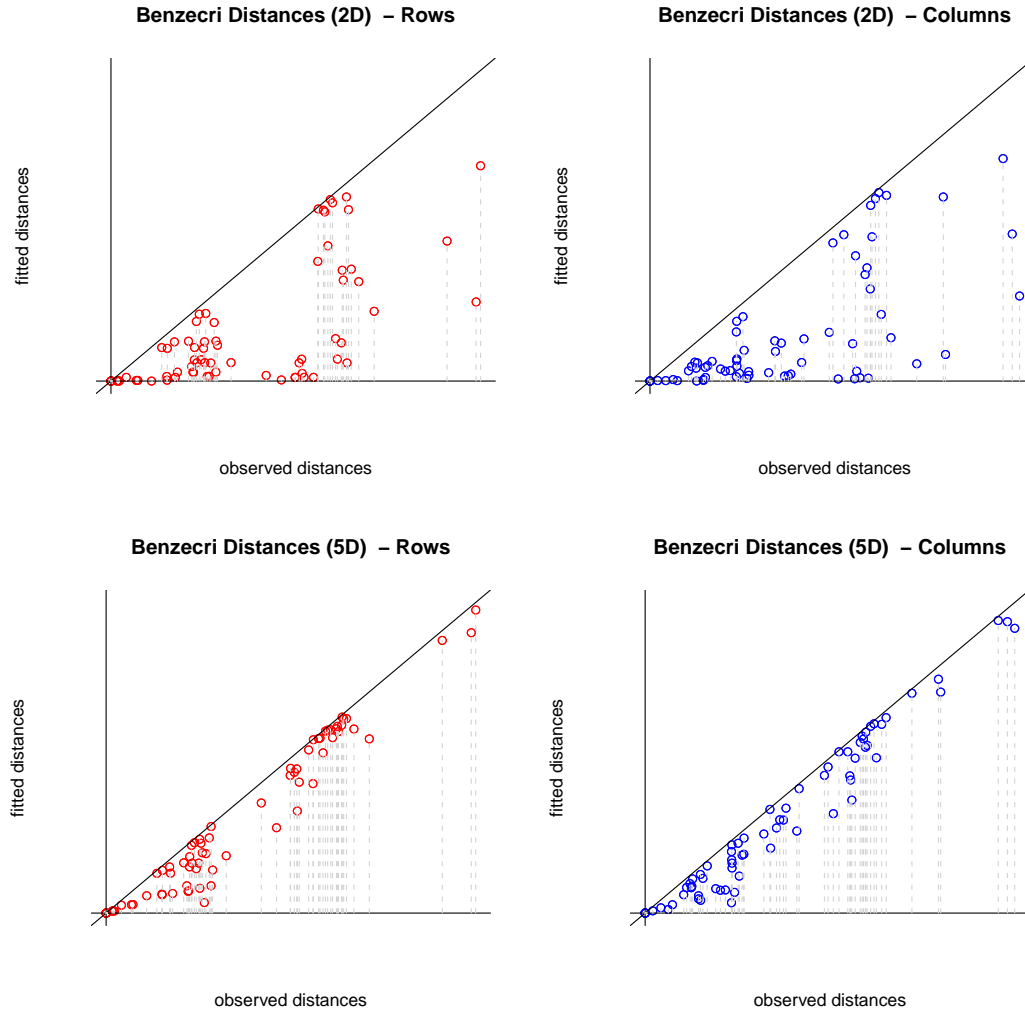 Benzecri Distances (2D) – Rows
Benzecri Distances (2D) – Columns
fitted distances
fitted distances
observed distances
observed distances
Benzecri Distances (5D) – Rows
Benzecri Distances (5D) – Columns
fitted distances
fitted distances
observed distances
observed distances